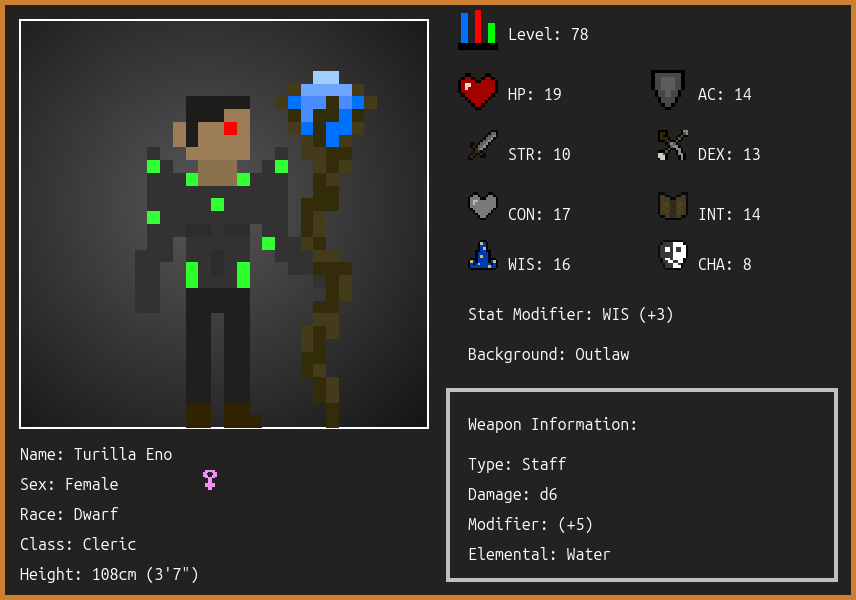 Level: 78
HP: 19
AC: 14
STR: 10
DEX: 13
CON: 17
INT: 14
WIS: 16
CHA: 8
Stat Modifier: WIS (+3)
Background: Outlaw
Name: Turilla Eno
Sex: Female
Race: Dwarf
Class: Cleric
Height: 108cm (3'7")
Weapon Information:
Type: Staff
Damage: d6
Modifier: (+5)
Elemental: Water